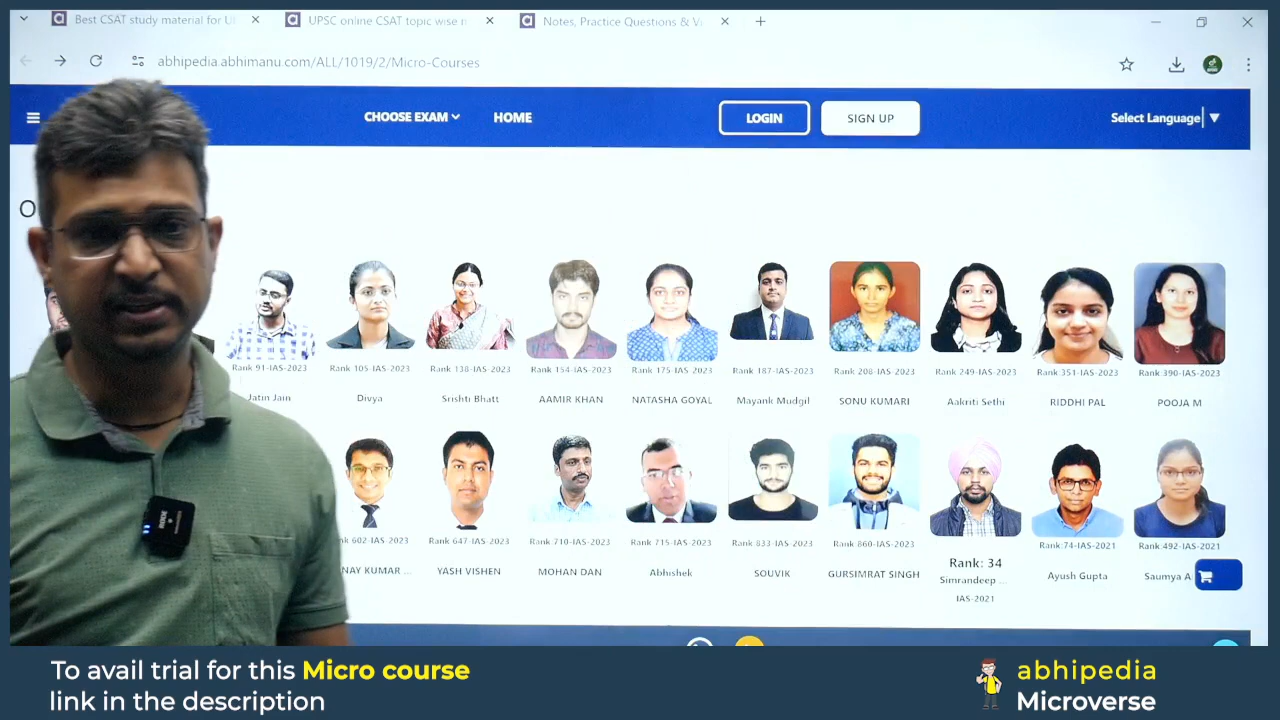 Best CSAT study material for U
UPSC online CSAT topic wise n
Notes, Practice Questions & Vi
abhipedia.abhimanu.com/ALL/1019/2/Micro-Courses
CHOOSE EXAM
HOME
LOGIN
SIGN UP
Select Language
O
Rank 91-IAS-2023
Rank 105-IAS-2023
Rank 138-IAS-2023
Rank 154-IAS-2023
Rank 175-IAS-2023
Rank 187-IAS-2023
Rank 208-IAS-2023
Rank 249-IAS-2023
Rank 351-IAS-2023
Rank:390-IAS-2023
Jatin Jain
Divya
Srishti Bhatt
AAMIR KHAN
NATASHA GOYAL
Mayank Mudgil
SONU KUMARI
Aakriti Sethi
RIDDHI PAL
POOJA M
nk 602-IAS-2023
Rank 647-IAS-2023
Rank 710-IAS-2023
Rank 715-IAS-2023
Rank 833-IAS-2023
Rank 860-IAS-2023
Rank: 34
Rank:74-IAS-2021
Rank:492-IAS-2021
NAY KUMAR ...
YASH VISHEN
MOHAN DAN
Abhishek
SOUVIK
GURSIMRAT SINGH
Simrandeep ...
IAS-2021
Ayush Gupta
Saumya A
RODE
To avail trial for this Micro course
link in the description
abhipedia
Microverse